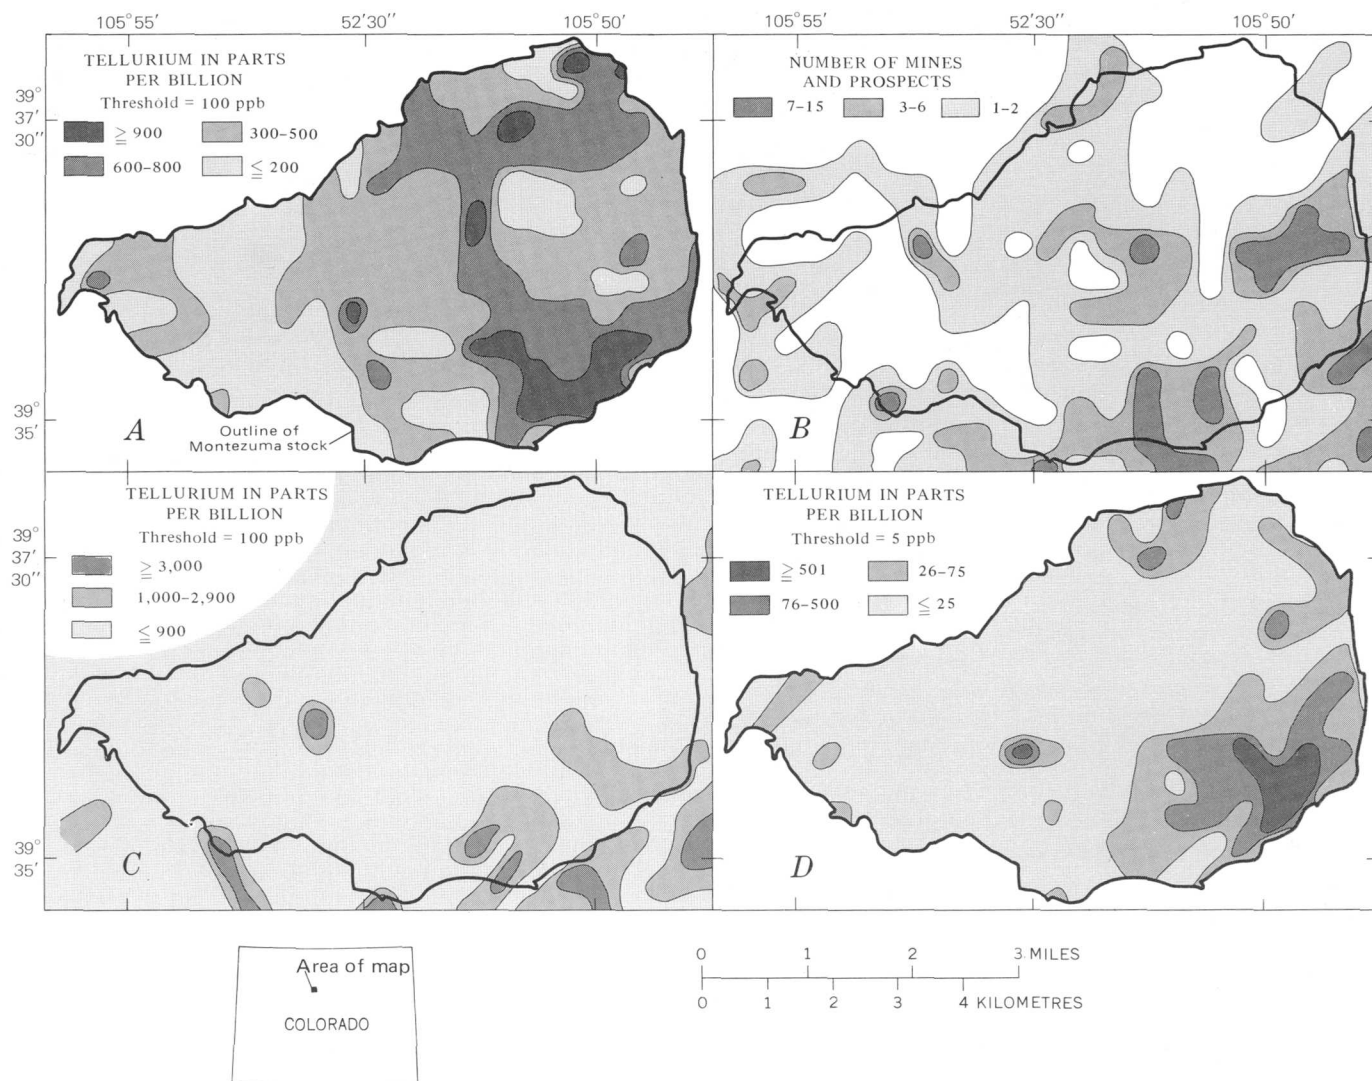 105°55′ 52′30″ 105°50′ 105°55′ 52′30″ 105°50′
TELLURIUM IN PARTS
PER BILLION
Threshold = 100 ppb
≧ 900 300–500
600–800 ≦ 200
39°
37′
30″
39°
35′
A
Outline of
Montezuma stock
NUMBER OF MINES
AND PROSPECTS
7–15 3–6 1–2
B
TELLURIUM IN PARTS
PER BILLION
Threshold = 100 ppb
≧ 3,000
1,000–2,900
≦ 900
39°
37′
30″
39°
35′
C
TELLURIUM IN PARTS
PER BILLION
Threshold = 5 ppb
≧ 501 26–75
76–500 ≦ 25
D
Area of map
COLORADO
0 1 2 3 MILES
0 1 2 3 4 KILOMETRES